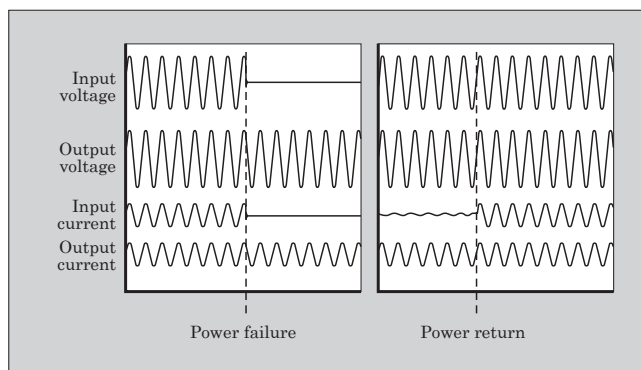 Input
voltage
Output
voltage
Input
current
Output
current
Power failure
Power return